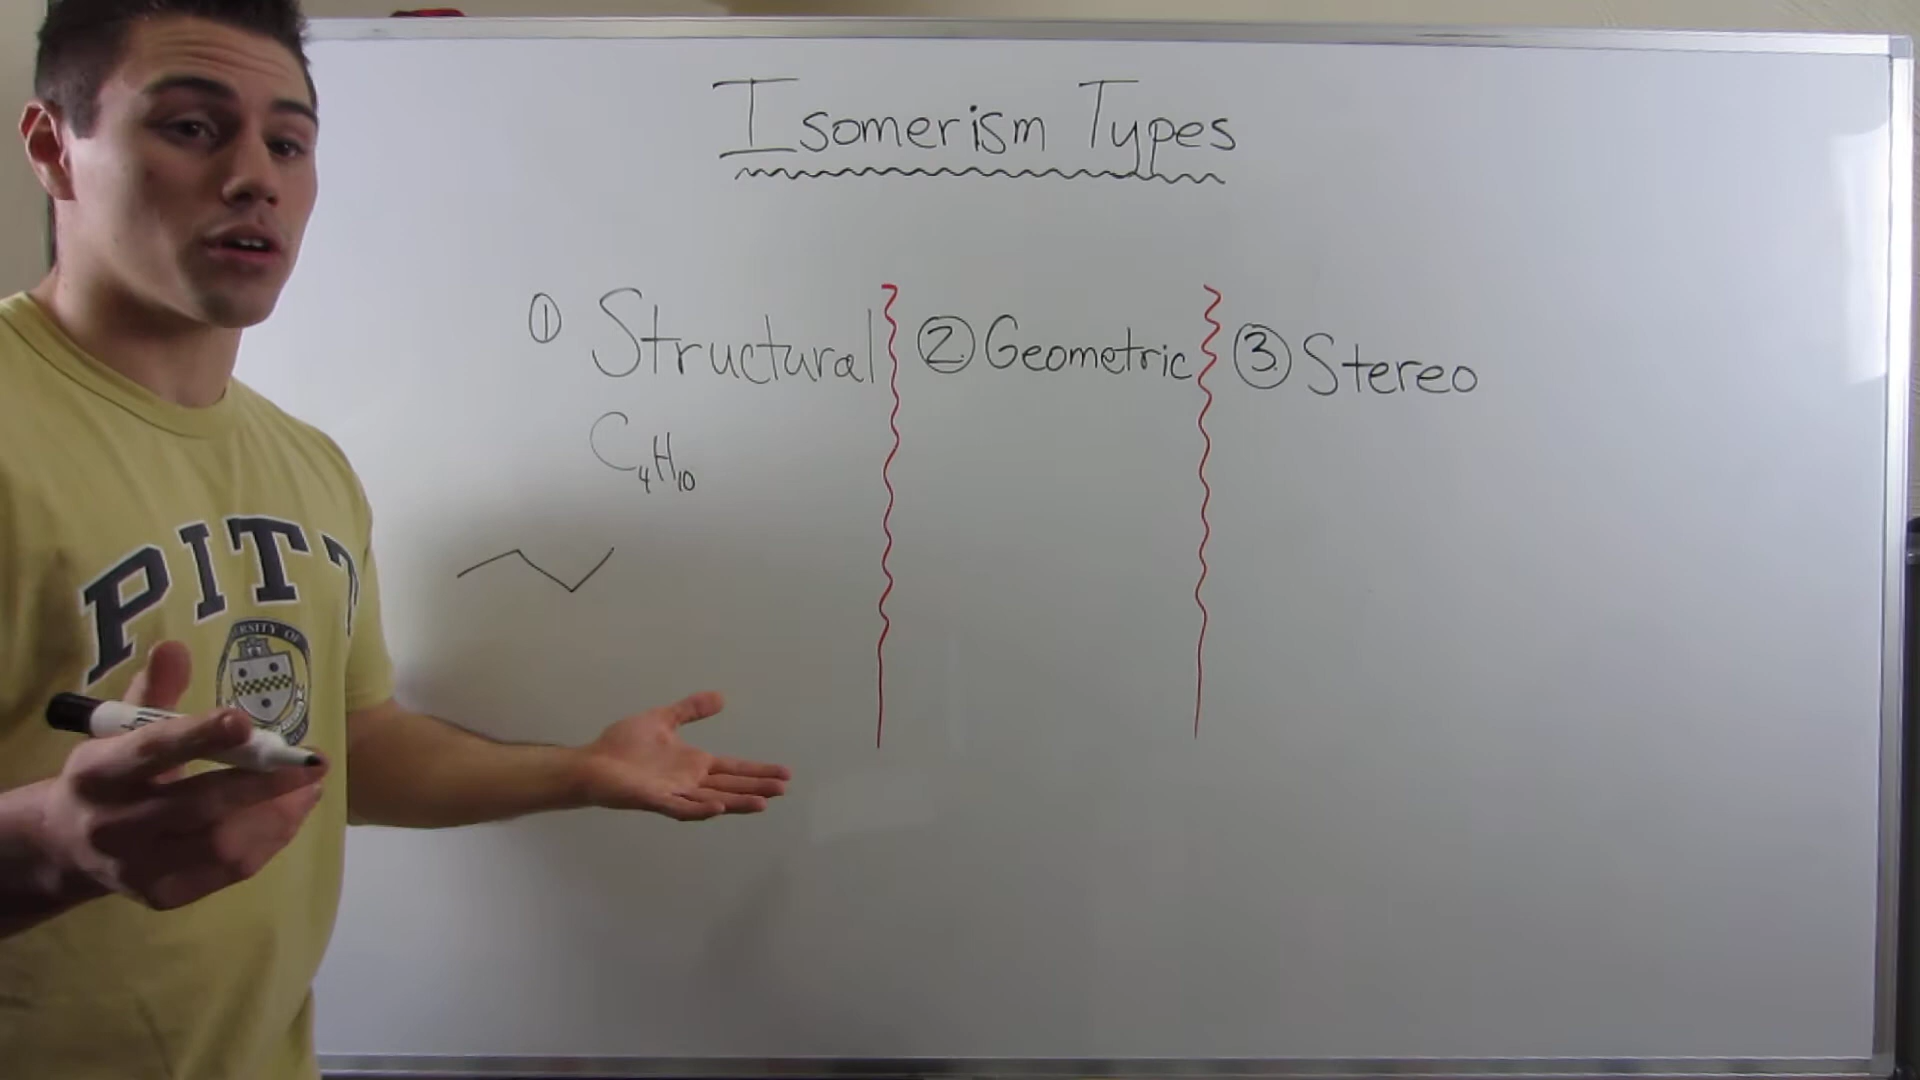 Isomerism Types
① Structural ② Geometric ③ Stereo
C₄H₁₀
PITT